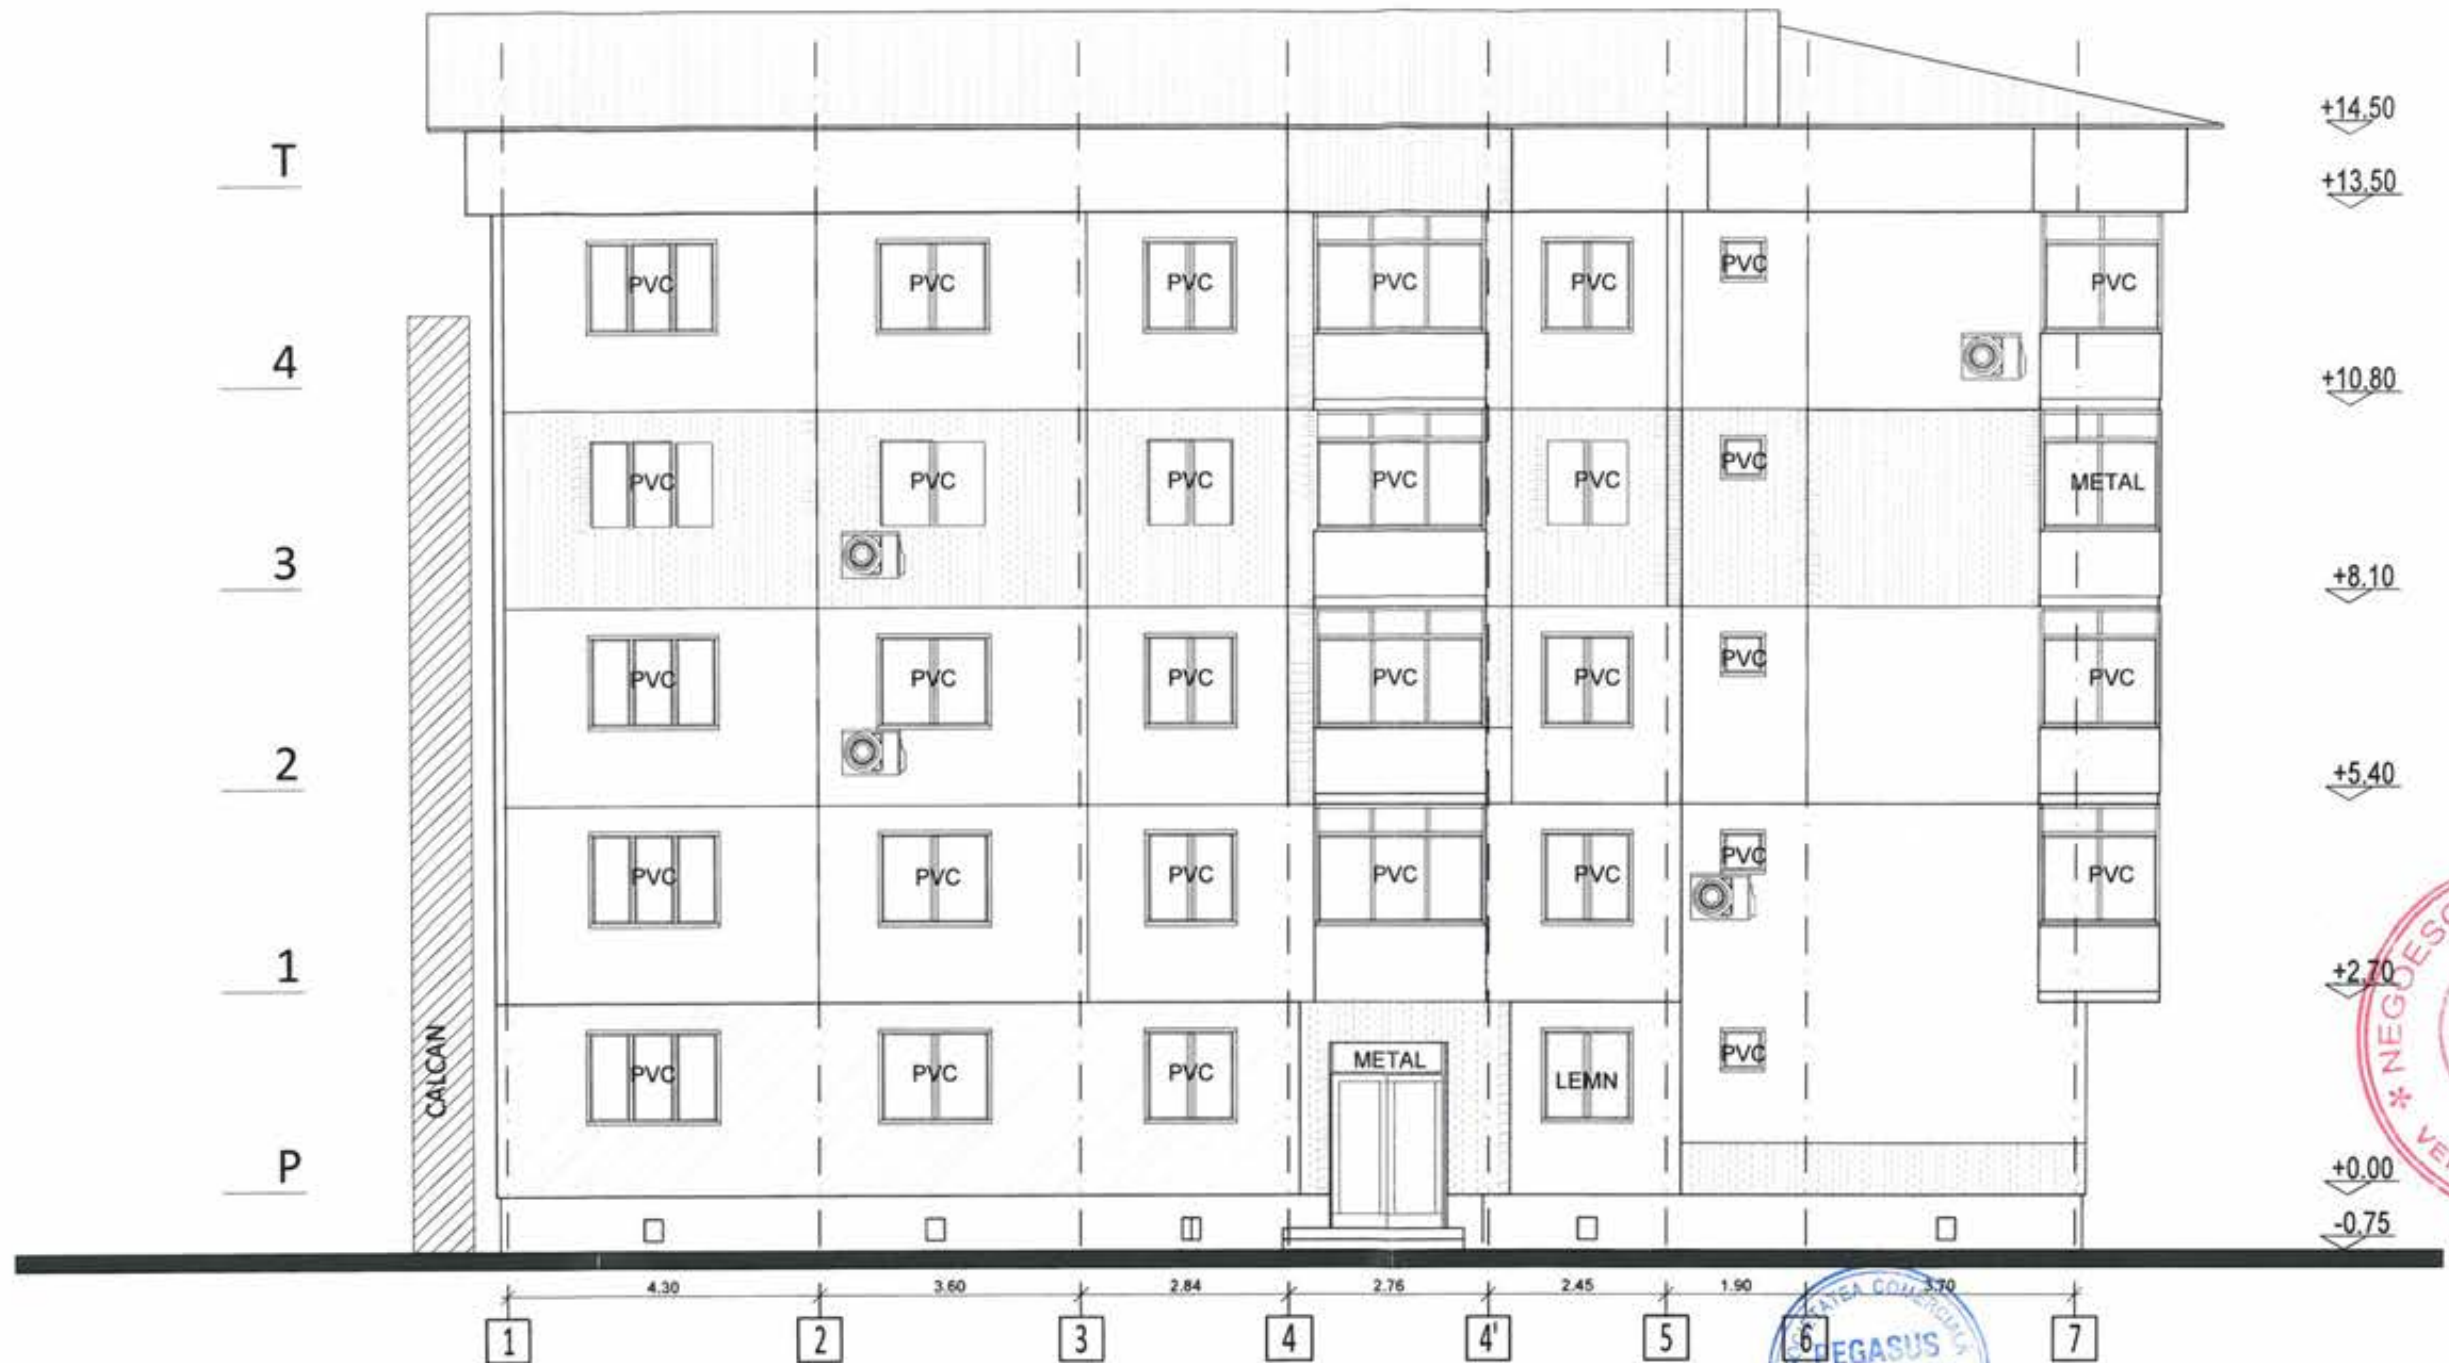 +14,50
T
+13,50
PVC PVC PVC PVC PVC PVC PVC
4
+10,80
PVC PVC PVC PVC PVC PVC METAL
3
+8,10
PVC PVC PVC PVC PVC PVC PVC
2
+5,40
PVC PVC PVC PVC PVC PVC PVC
1
+2,70
CALCAN
PVC PVC PVC METAL LEMN PVC
P
+0,00
-0,75
4.30 3.60 2.84 2.76 2.45 1.90 3.70
1 2 3 4 4' 5 6 7
* NEGOESC
COMERCIALA
PEGASUS